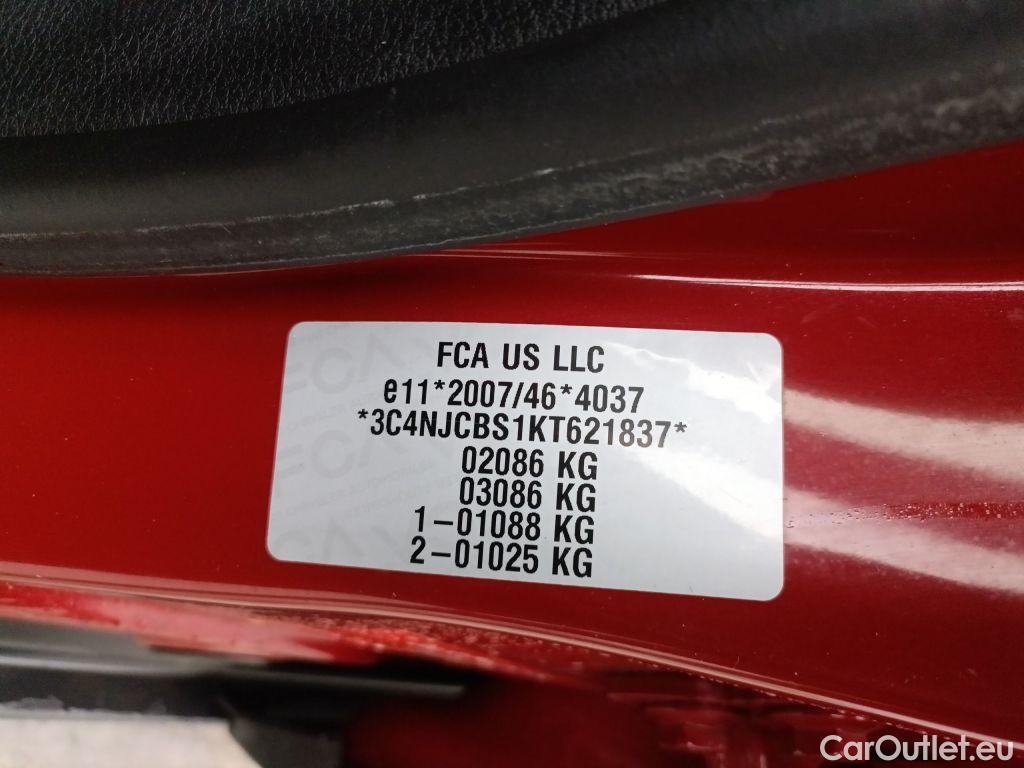 FCA US LLC
e11*2007/46*4037
*3C4NJCBS1KT621837*
02086 KG
03086 KG
1-01088 KG
2-01025 KG
CarOutlet.eu